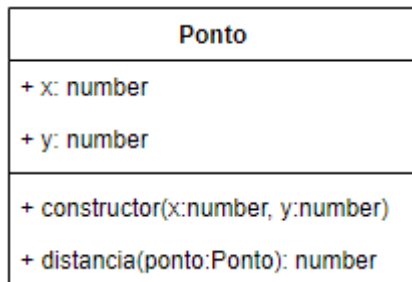 Ponto
+ x: number
+ y: number
+ constructor(x:number, y:number)
+ distancia(ponto:Ponto): number